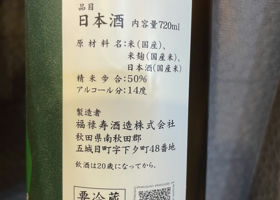 品目
日本酒 内容量720ml
原材料名:米(国産)、
米麹(国産米)、
日本酒(国産米)
精米歩合:50%
アルコール分:14度
製造者
福禄寿酒造株式会社
秋田県南秋田郡
五城目町字下夕町48番地
飲酒は20歳になってから。
要冷蔵